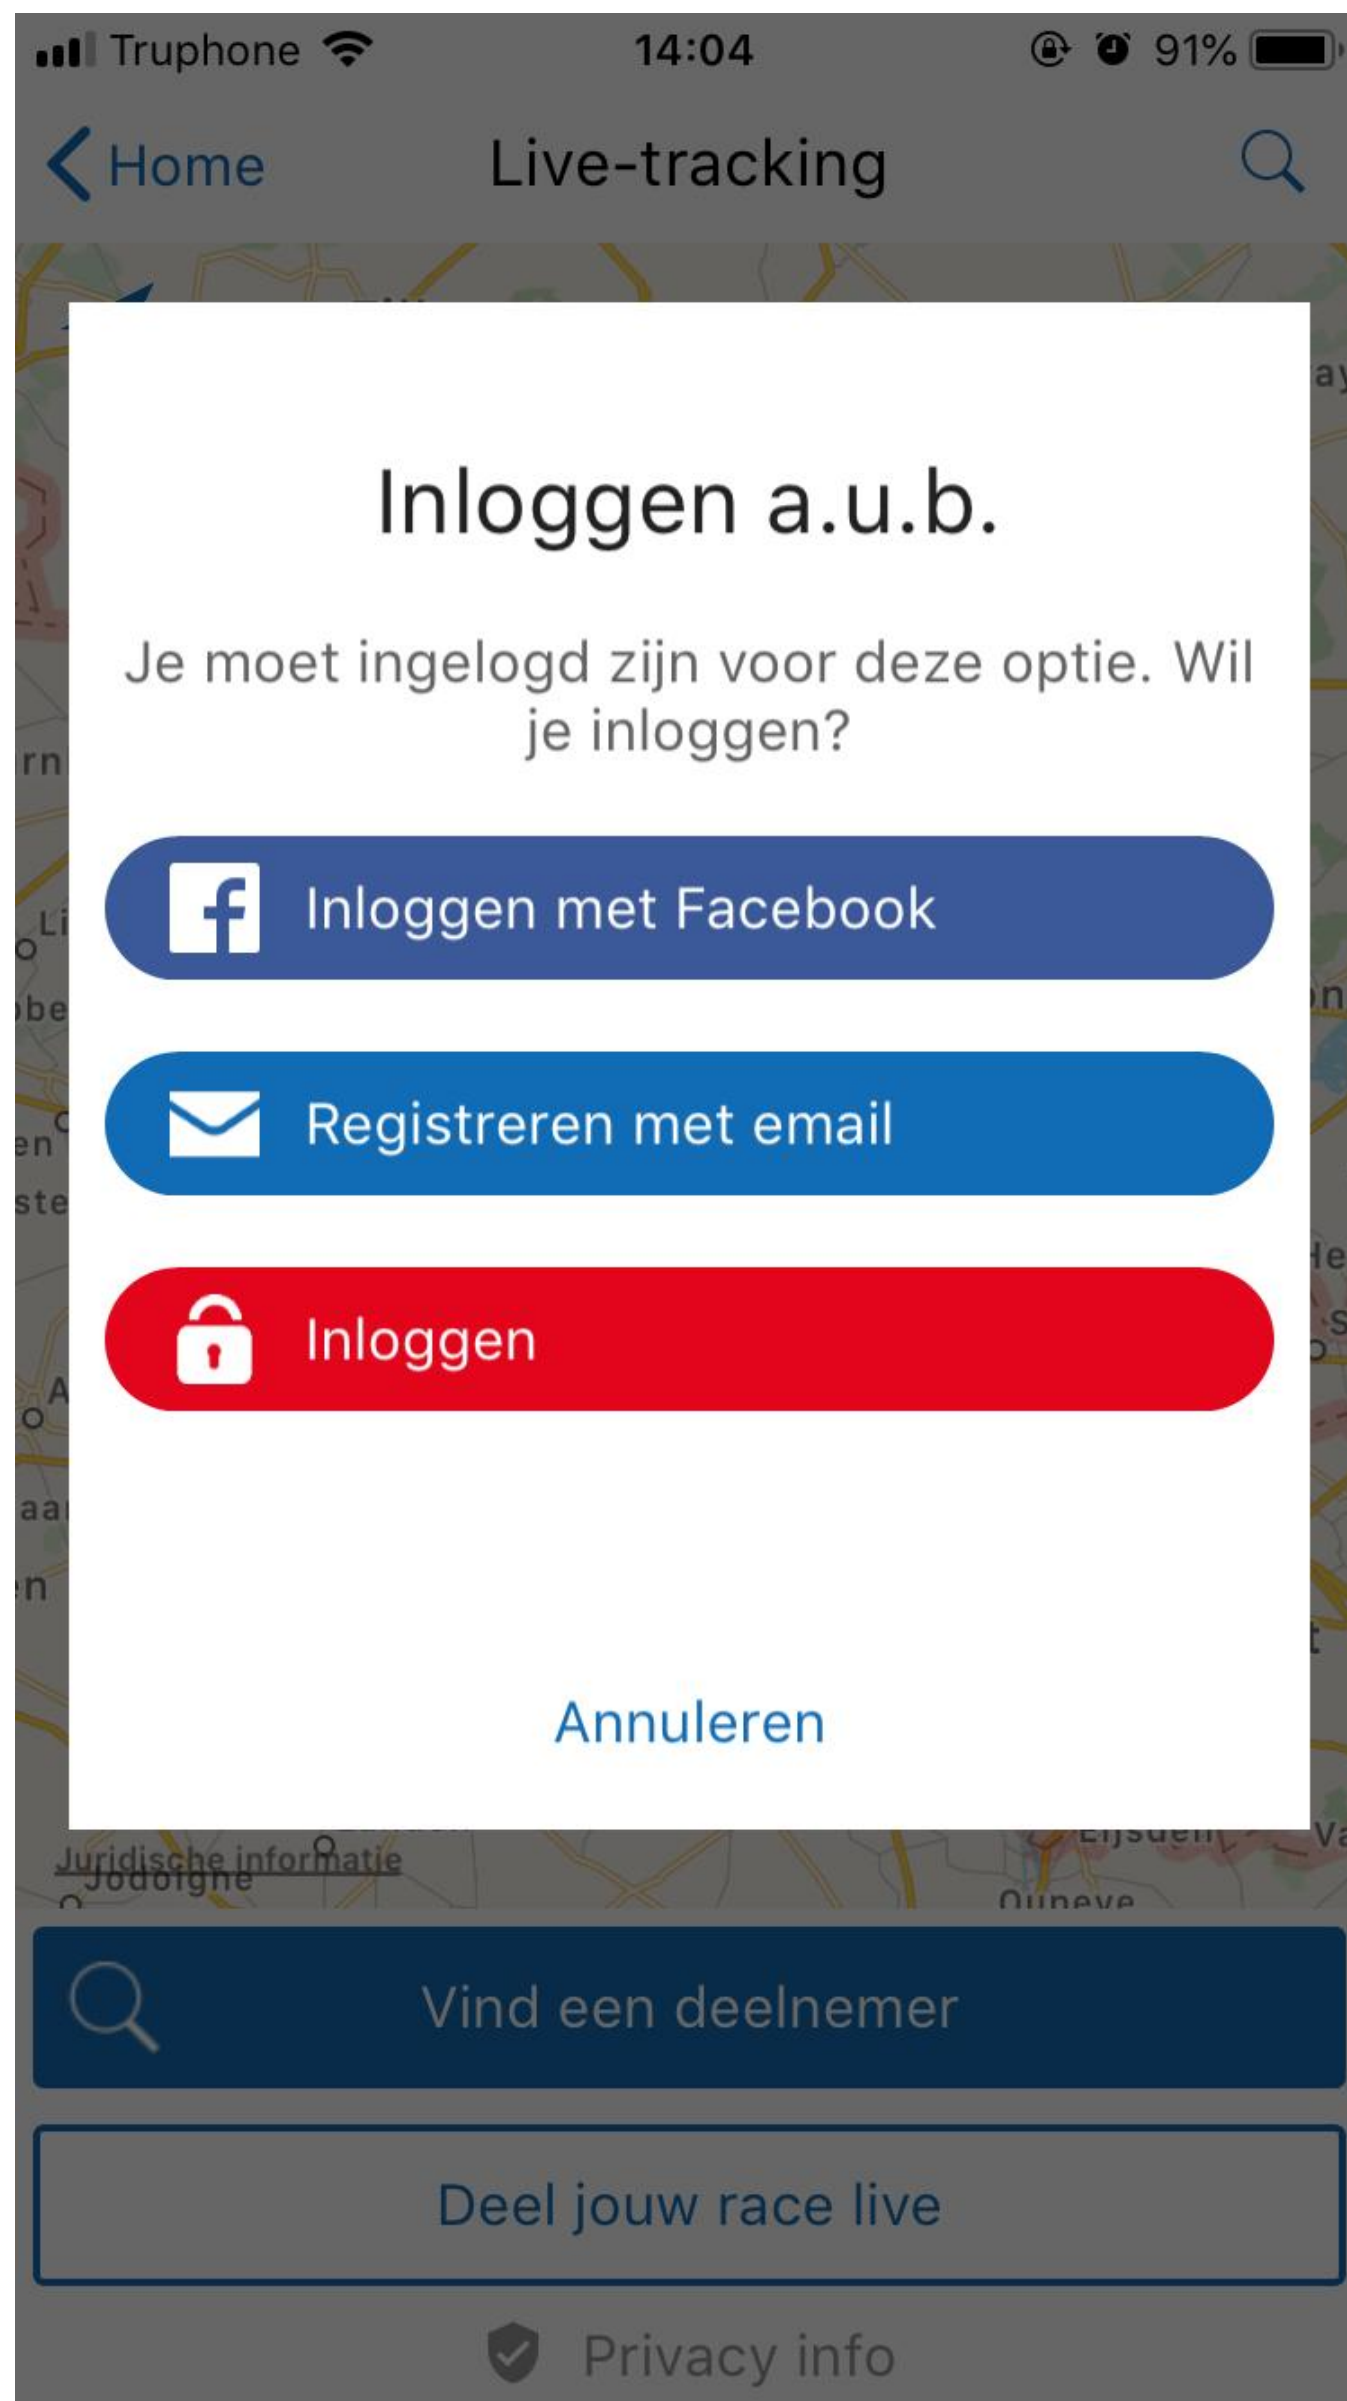 Truphone 14:04 91%
Home Live-tracking
Inloggen a.u.b.
Je moet ingelogd zijn voor deze optie. Wil
je inloggen?
Inloggen met Facebook
Registreren met email
Inloggen
Annuleren
Juridische informatie
Jodoigne
Eijsden
Vind een deelnemer
Deel jouw race live
Privacy info